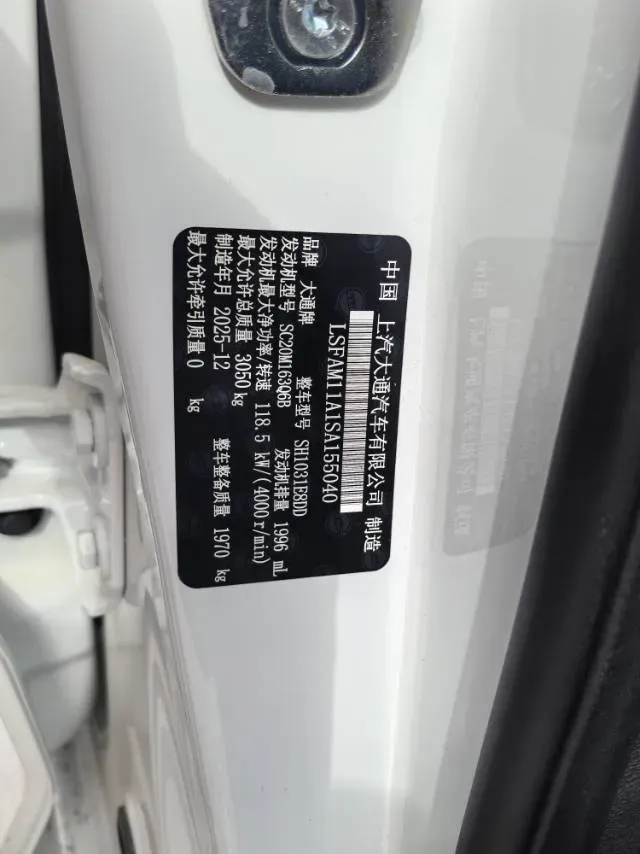 中国 上汽大通汽车有限公司 制造
LSFAM11A1SA155040
品牌 大通牌 整车型号 SH1031E9DD
发动机型号 SC20M163Q6B 发动机排量 1996 mL
发动机最大净功率/转速 118.5 kW/(4000r/min)
最大允许总质量 3050 kg
制造年月 2025-12 整车整备质量 1970 kg
最大允许牵引质量 0 kg